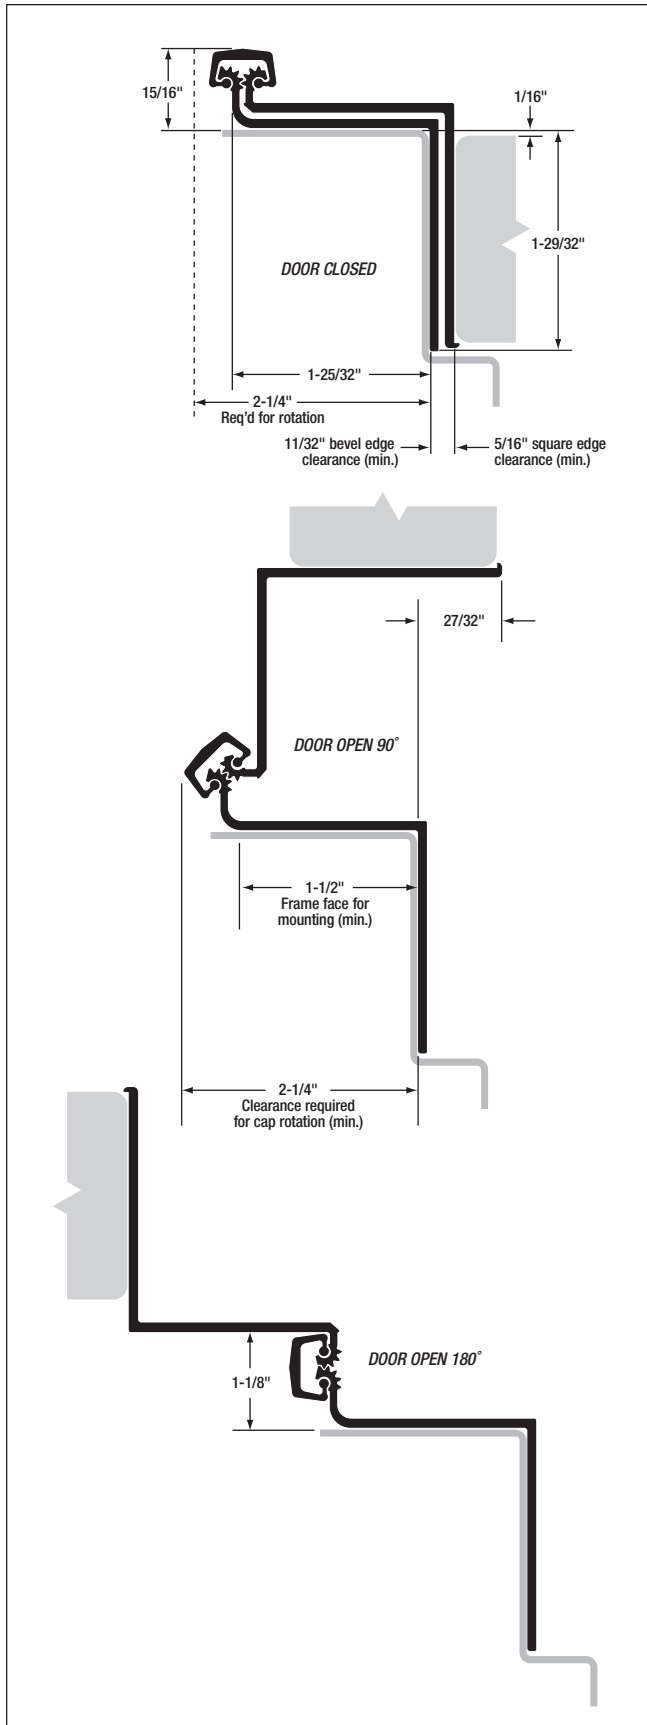 15/16"
1/16"
1-29/32"
DOOR CLOSED
1-25/32"
2-1/4"
Req'd for rotation
11/32" bevel edge
clearance (min.)
5/16" square edge
clearance (min.)
27/32"
DOOR OPEN 90°
1-1/2"
Frame face for
mounting (min.)
2-1/4"
Clearance required
for cap rotation (min.)
DOOR OPEN 180°
1-1/8"